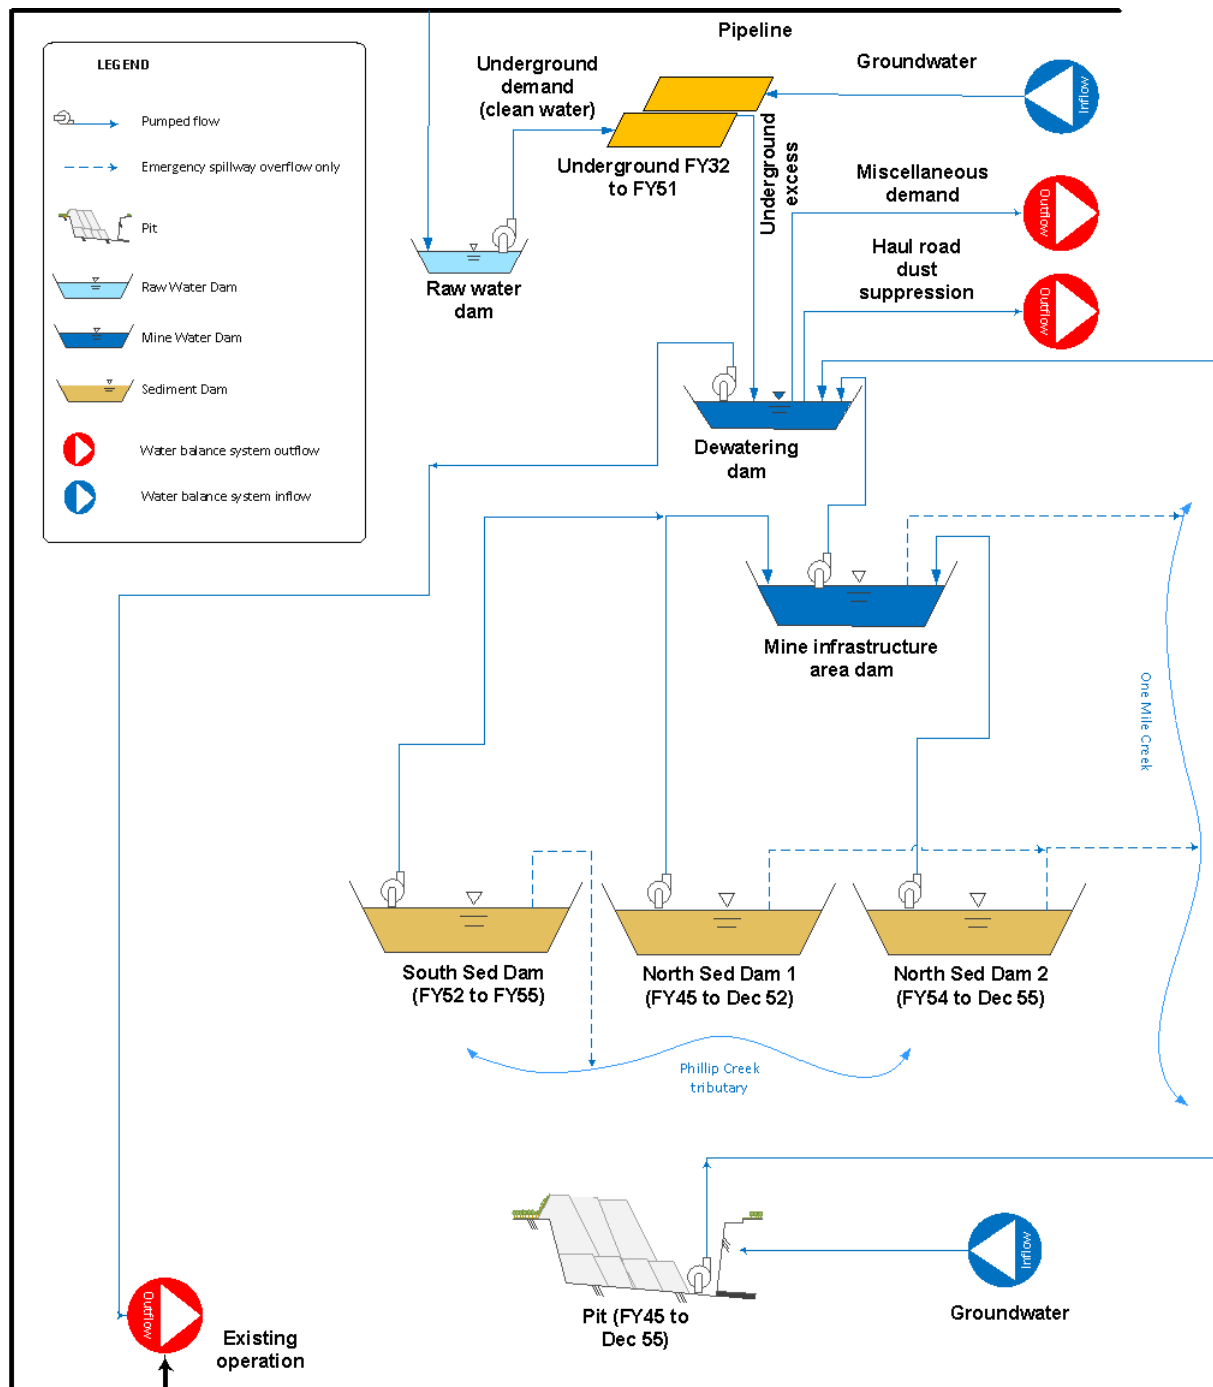 Pipeline
LEGEND
Pumped flow
Emergency spillway overflow only
Pit
Raw Water Dam
Mine Water Dam
Sediment Dam
Water balance system outflow
Water balance system inflow
Underground
demand
(clean water)
Groundwater
Inflow
Underground FY32
to FY51
Underground
excess
Miscellaneous
demand
Outflow
Haul road
dust
suppression
Outflow
Raw water
dam
Dewatering
dam
Mine infrastructure
area dam
One Mile Creek
South Sed Dam
(FY52 to FY55)
North Sed Dam 1
(FY45 to Dec 52)
North Sed Dam 2
(FY54 to Dec 55)
Phillip Creek
tributary
Pit (FY45 to
Dec 55)
Inflow
Groundwater
Outflow
Existing
operation